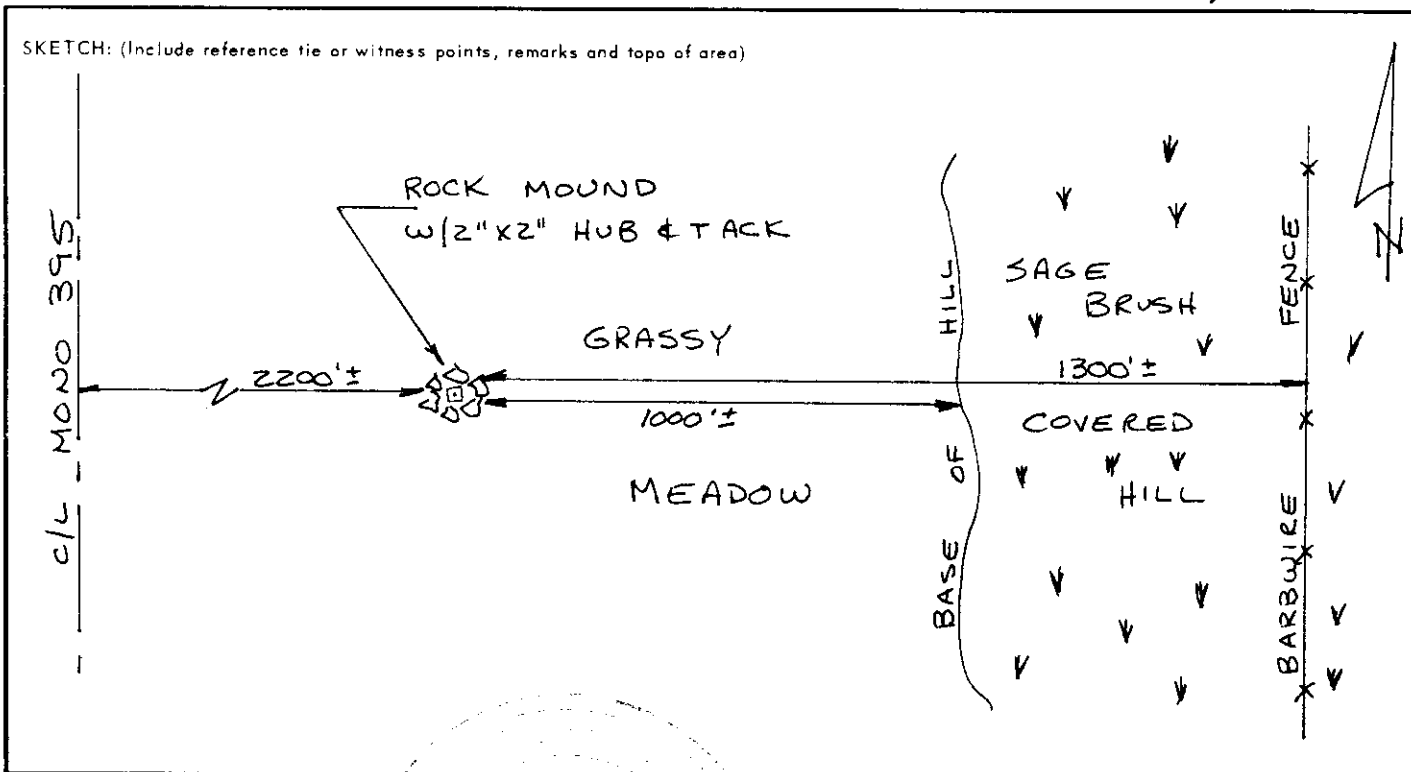 SKETCH: (Include reference tie or witness points, remarks and topo of area)
ROCK MOUND
W/2" X2" HUB & TACK
C/L - MONO 395
2200'±
GRASSY
1000'±
MEADOW
BASE OF HILL
SAGE
BRUSH
1300'±
COVERED
HILL
BARBWIRE FENCE
N